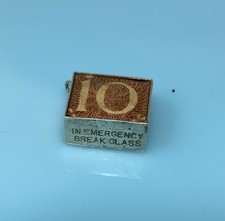 10
IN EMERGENCY
BREAK GLASS